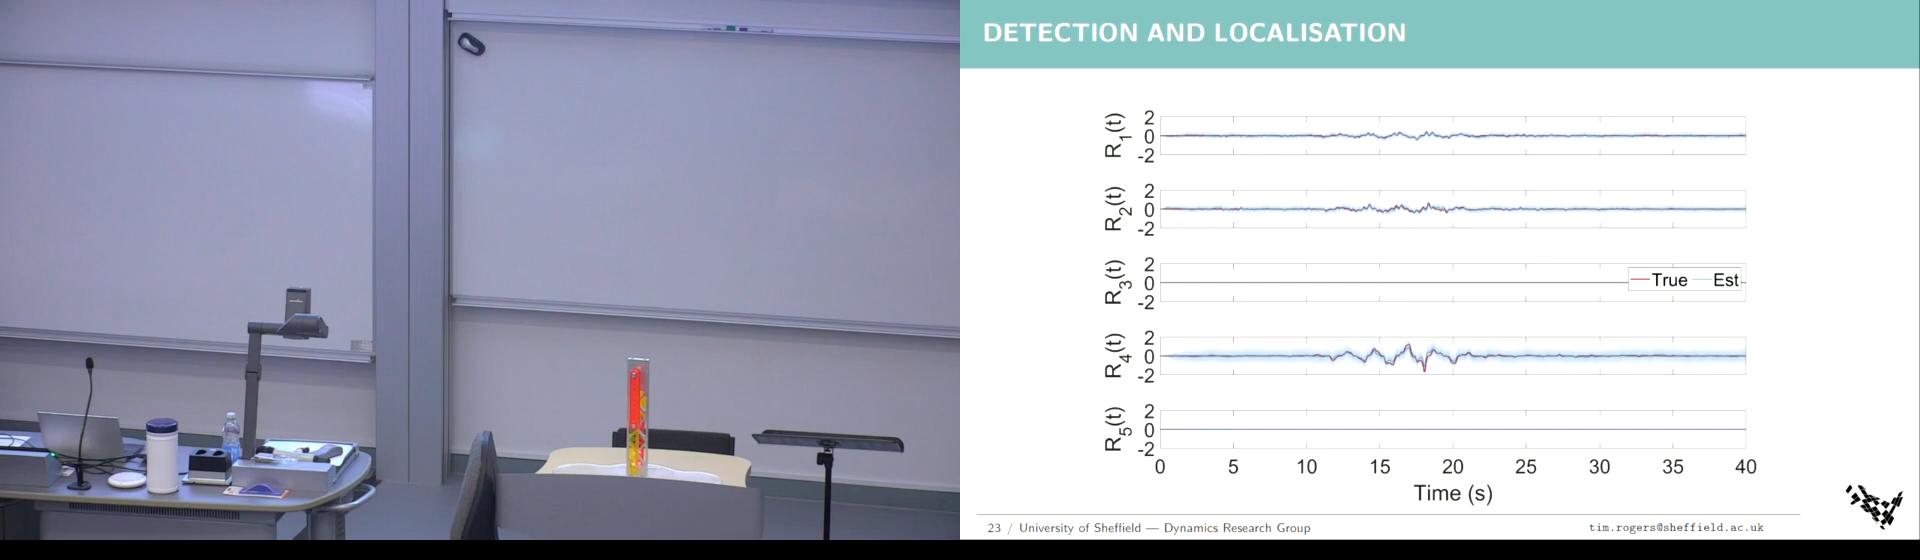 DETECTION AND LOCALISATION
R1(t)
2
0
-2
R2(t)
2
0
-2
R3(t)
2
0
-2
True Est
R4(t)
2
0
-2
R5(t)
2
0
-2
0 5 10 15 20 25 30 35 40
Time (s)
23 / University of Sheffield — Dynamics Research Group
tim.rogers@sheffield.ac.uk